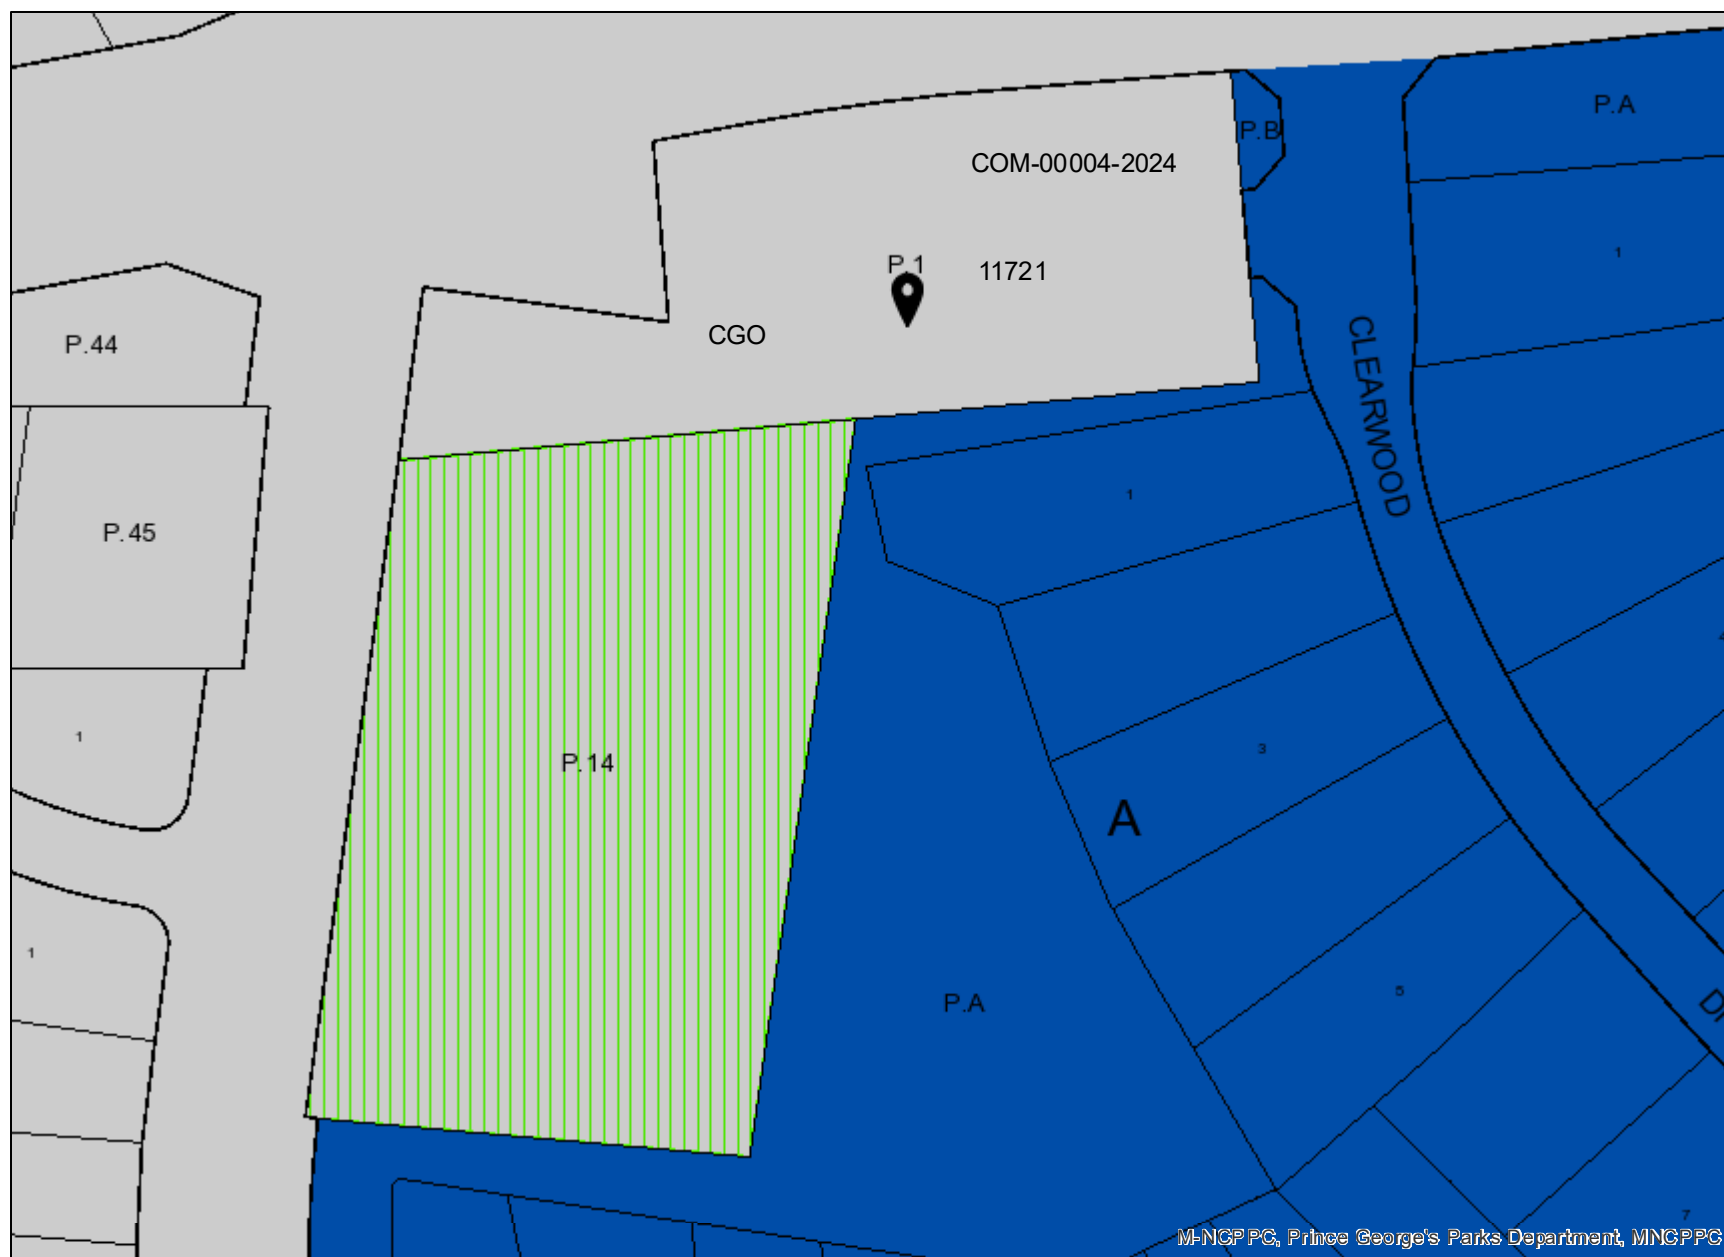 P.A
P.B
COM-00004-2024
1
P.1
11721
CGO
P.44
CLEARWOOD
1
P.45
1
3
P.14
A
1
5
P.A
7
M-NCPPC, Prince George's Parks Department, MNCPPC